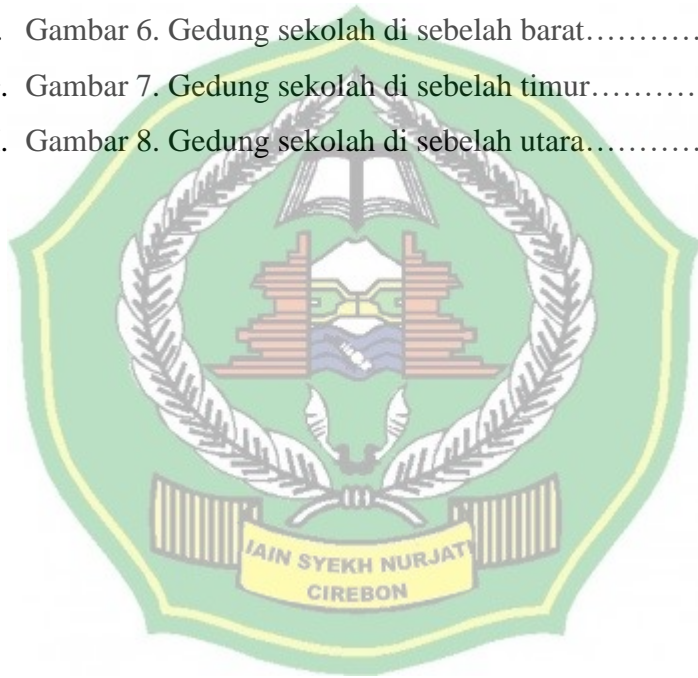 . Gambar 6. Gedung sekolah di sebelah barat…………
. Gambar 7. Gedung sekolah di sebelah timur…………
. Gambar 8. Gedung sekolah di sebelah utara…………
IAIN SYEKH NURJATI
CIREBON